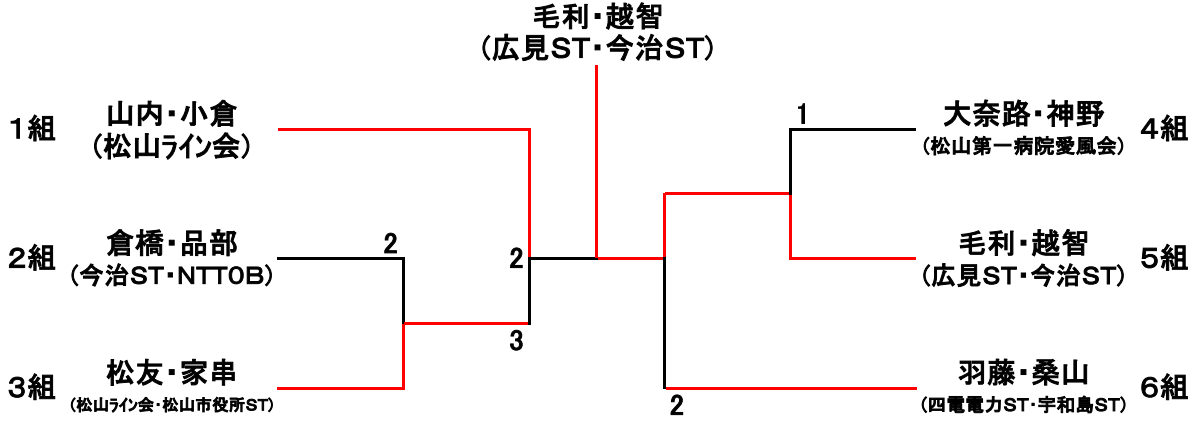 毛利・越智
(広見ST・今治ST)
1組
山内・小倉
(松山ライン会)
2組
倉橋・品部
(今治ST・NTTOB)
3組
松友・家串
(松山ライン会・松山市役所ST)
2
2
3
1
2
大奈路・神野
(松山第一病院愛風会)
4組
毛利・越智
(広見ST・今治ST)
5組
羽藤・桑山
(四電電力ST・宇和島ST)
6組